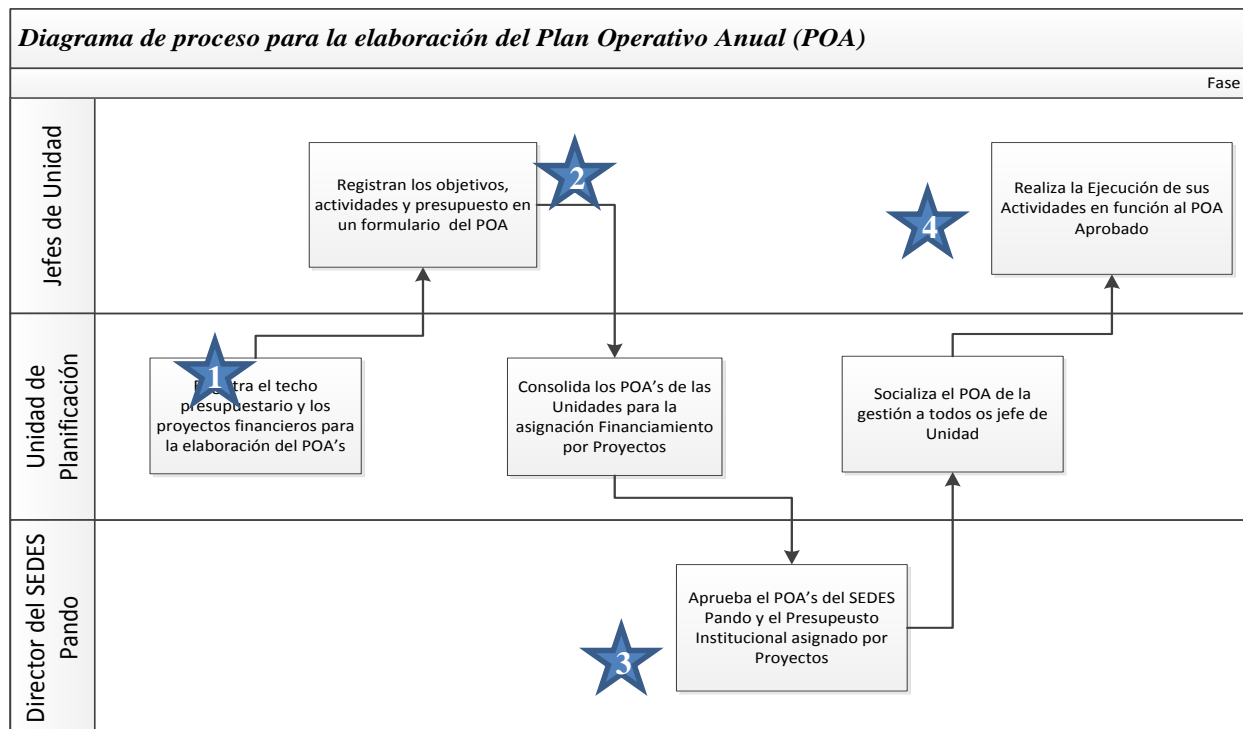 Diagrama de proceso para la elaboración del Plan Operativo Anual (POA)
Fase
Jefes de Unidad
Registran los objetivos,
actividades y presupuesto en
un formulario del POA
2
4
Realiza la Ejecución de sus
Actividades en función al POA
Aprobado
Unidad de
Planificación
1
el techo
presupuestario y los
proyectos financieros para
la elaboración del POA's
Consolida los POA's de las
Unidades para la
asignación Financiamiento
por Proyectos
Socializa el POA de la
gestión a todos os jefe de
Unidad
Director del SEDES
Pando
3
Aprueba el POA's del SEDES
Pando y el Presupeusto
Institucional asignado por
Proyectos